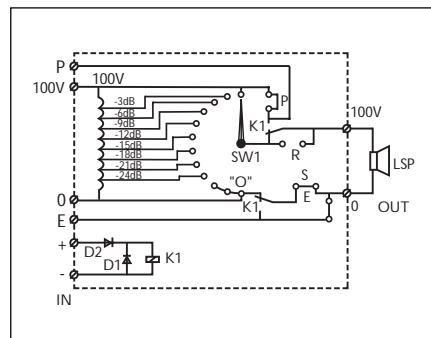 P
100V 100V
-3dB
-6dB
-9dB
-12dB
-15dB
-18dB
-21dB
-24dB
P
K1
SW1
R
100V
LSP
0
"O"
K1
S
E
0 OUT
E
+
D2
D1
K1
-
IN